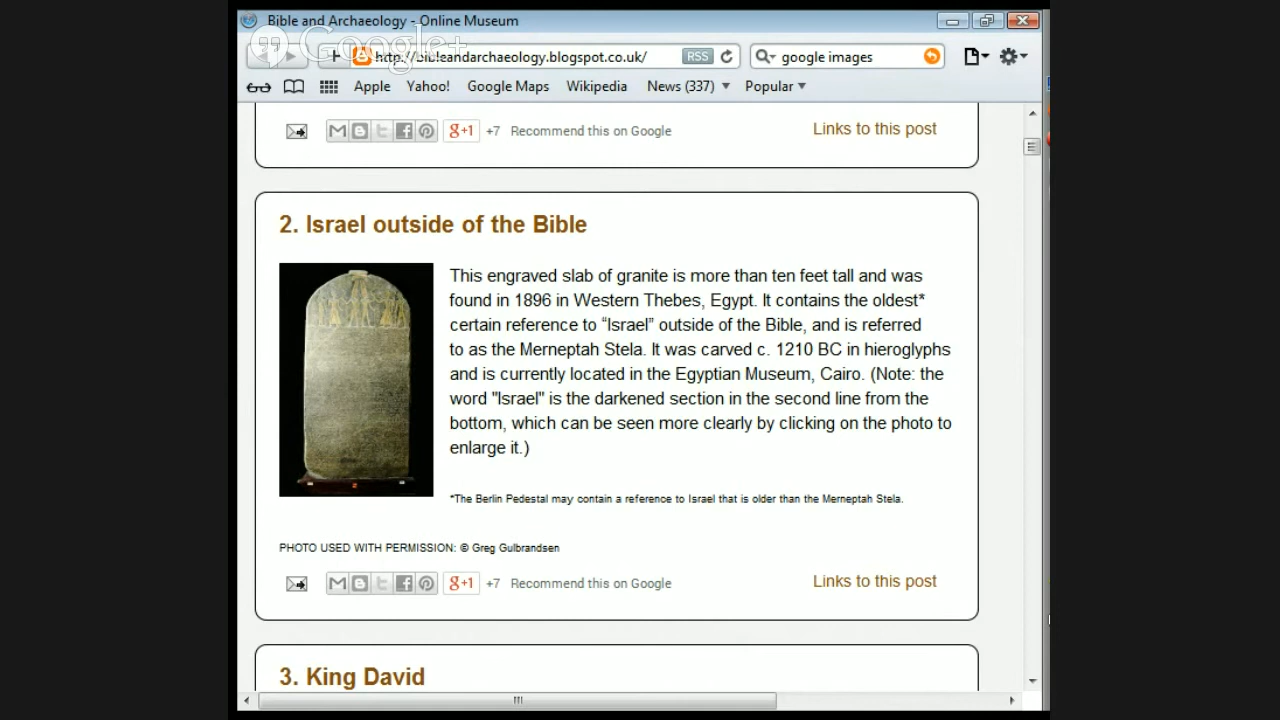 Bible and Archaeology - Online Museum
Google+
http://bibleandarchaeology.blogspot.co.uk/
RSS
google images
Apple
Yahoo!
Google Maps
Wikipedia
News (337)
Popular
g+1
+7
Recommend this on Google
Links to this post
2. Israel outside of the Bible
This engraved slab of granite is more than ten feet tall and was
found in 1896 in Western Thebes, Egypt. It contains the oldest*
certain reference to “Israel” outside of the Bible, and is referred
to as the Merneptah Stela. It was carved c. 1210 BC in hieroglyphs
and is currently located in the Egyptian Museum, Cairo. (Note: the
word "Israel" is the darkened section in the second line from the
bottom, which can be seen more clearly by clicking on the photo to
enlarge it.)
*The Berlin Pedestal may contain a reference to Israel that is older than the Merneptah Stela.
PHOTO USED WITH PERMISSION: © Greg Gulbrandsen
g+1
+7
Recommend this on Google
Links to this post
3. King David